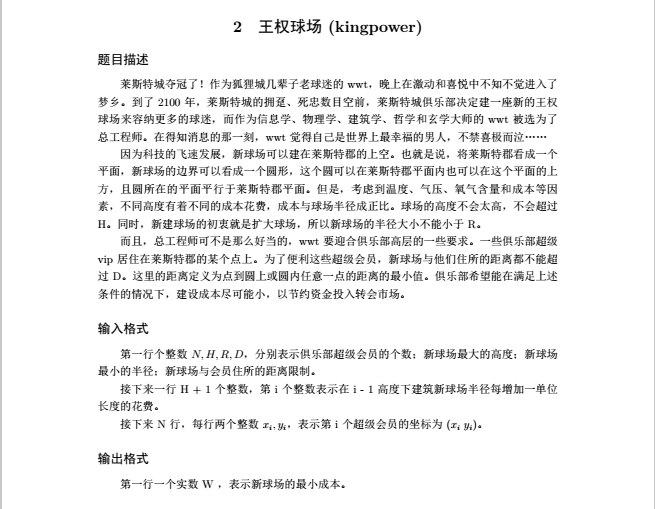 2 王权球场 (kingpower)
题目描述
莱斯特城夺冠了！作为狐狸城几辈子老球迷的 wwt，晚上在激动和喜悦中不知不觉进入了
梦乡。到了 2100 年，莱斯特城的拥趸、死忠数目空前，莱斯特城俱乐部决定建一座新的王权
球场来容纳更多的球迷，而作为信息学、物理学、建筑学、哲学和玄学大师的 wwt 被选为了
总工程师。在得知消息的那一刻，wwt 觉得自己是世界上最幸福的男人，不禁喜极而泣······
因为科技的飞速发展，新球场可以建在莱斯特郡的上空。也就是说，将莱斯特郡看成一个
平面，新球场的边界可以看成一个圆形，这个圆可以在莱斯特郡平面内也可以在这个平面的上
方，且圆所在的平面平行于莱斯特郡平面。但是，考虑到温度、气压、氧气含量和成本等因
素，不同高度有着不同的成本花费，成本与球场半径成正比。球场的高度不会太高，不会超过
H。同时，新建球场的初衷就是扩大球场，所以新球场的半径大小不能小于 R。
而且，总工程师可不是那么好当的，wwt 要迎合俱乐部高层的一些要求。一些俱乐部超级
vip 居住在莱斯特郡的某个点上。为了便利这些超级会员，新球场与他们住所的距离都不能超
过 D。这里的距离定义为点到圆上或圆内任意一点的距离的最小值。俱乐部希望能在满足上述
条件的情况下，建设成本尽可能小，以节约资金投入转会市场。
输入格式
第一行个整数 N, H, R, D，分别表示俱乐部超级会员的个数；新球场最大的高度；新球场
最小的半径；新球场与会员住所的距离限制。
接下来一行 H + 1 个整数，第 i 个整数表示在 i - 1 高度下建筑新球场半径每增加一单位
长度的花费。
接下来 N 行，每行两个整数 xi, yi，表示第 i 个超级会员的坐标为 (xi yi)。
输出格式
第一行一个实数 W ，表示新球场的最小成本。